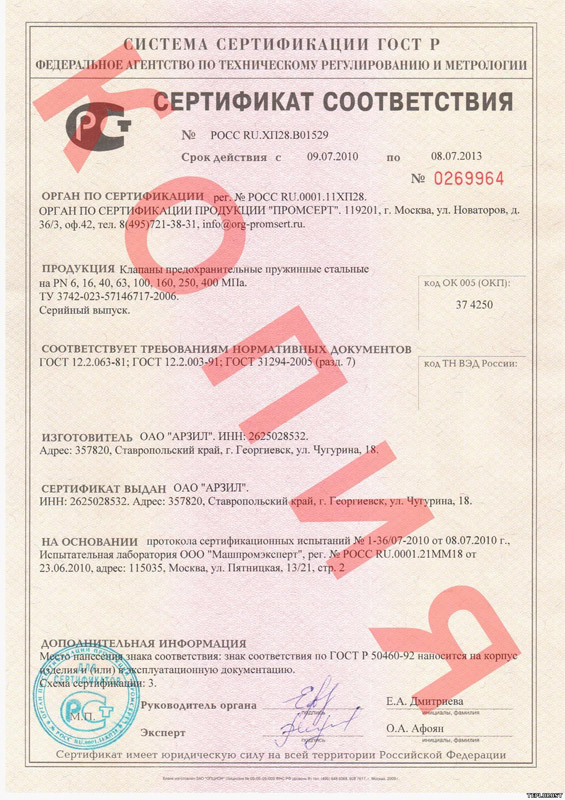 СИСТЕМА СЕРТИФИКАЦИИ ГОСТ Р
ФЕДЕРАЛЬНОЕ АГЕНТСТВО ПО ТЕХНИЧЕСКОМУ РЕГУЛИРОВАНИЮ И МЕТРОЛОГИИ
СЕРТИФИКАТ СООТВЕТСТВИЯ
№ РОСС RU.ХП28.В01529
Срок действия с 09.07.2010 по 08.07.2013
№ 0269964
ОРГАН ПО СЕРТИФИКАЦИИ рег. № РОСС RU.0001.11ХП28.
ОРГАН ПО СЕРТИФИКАЦИИ ПРОДУКЦИИ "ПРОМСЕРТ". 119201, г. Москва, ул. Новаторов, д.
36/3, оф.42, тел. 8(495)721-38-31, info@org-promsert.ru.
ПРОДУКЦИЯ Клапаны предохранительные пружинные стальные
на PN 6, 16, 40, 63, 100, 160, 250, 400 МПа.
ТУ 3742-023-57146717-2006.
Серийный выпуск.
код ОК 005 (ОКП):
37 4250
СООТВЕТСТВУЕТ ТРЕБОВАНИЯМ НОРМАТИВНЫХ ДОКУМЕНТОВ
ГОСТ 12.2.063-81; ГОСТ 12.2.003-91; ГОСТ 31294-2005 (разд. 7)
код ТН ВЭД России:
ИЗГОТОВИТЕЛЬ ОАО "АРЗИЛ". ИНН: 2625028532.
Адрес: 357820, Ставропольский край, г. Георгиевск, ул. Чугурина, 18.
СЕРТИФИКАТ ВЫДАН ОАО "АРЗИЛ".
ИНН: 2625028532. Адрес: 357820, Ставропольский край, г. Георгиевск, ул. Чугурина, 18.
НА ОСНОВАНИИ протокола сертификационных испытаний № 1-36/07-2010 от 08.07.2010 г.,
Испытательная лаборатория ООО "Машпромэксперт", рег. № РОСС RU.0001.21ММ18 от
23.06.2010, адрес: 115035, Москва, ул. Пятницкая, 13/21, стр. 2
ДОПОЛНИТЕЛЬНАЯ ИНФОРМАЦИЯ
Место нанесения знака соответствия: знак соответствия по ГОСТ Р 50460-92 наносится на корпус
изделия и (или) в эксплуатационную документацию.
Схема сертификации: 3.
ДЛЯ
СЕРТИФИКАТОВ
М.П.
Руководитель органа
подпись
Е.А. Дмитриева
инициалы, фамилия
Эксперт
подпись
О.А. Афоян
инициалы, фамилия
Сертификат имеет юридическую силу на всей территории Российской Федерации
КОПИЯ
TEPLOROST